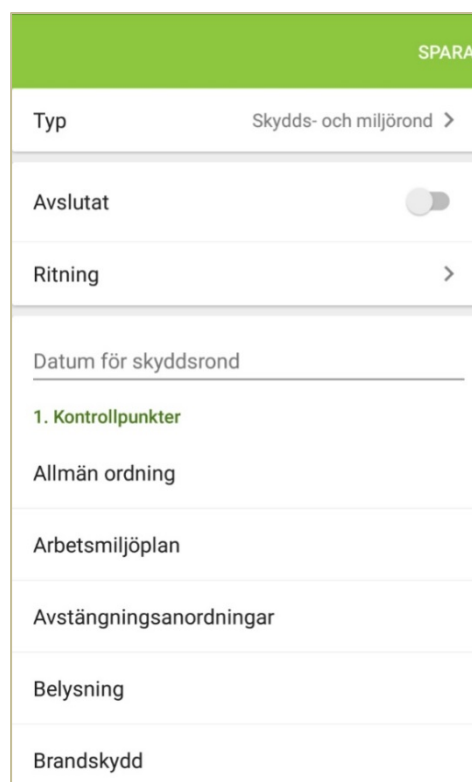 SPARA
Typ Skydds- och miljörond
Avslutat
Ritning
Datum för skyddsrond
1. Kontrollpunkter
Allmän ordning
Arbetsmiljöplan
Avstängningsanordningar
Belysning
Brandskydd